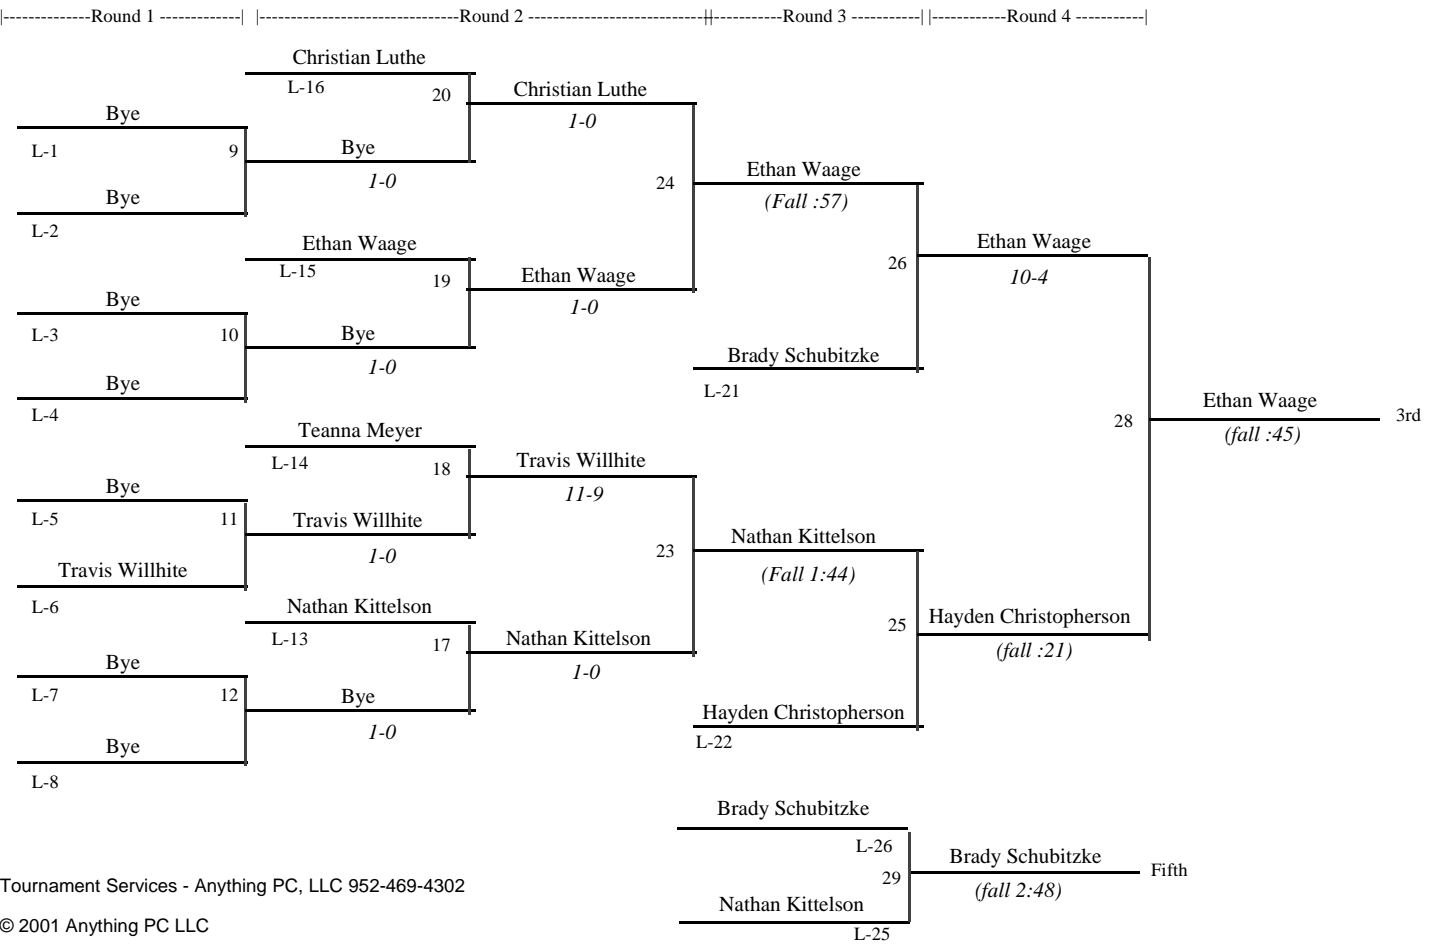 |--------------Round 1 -------------| |--------------------------------Round 2 -----------------------------||-----------Round 3 -----------||------------Round 4 -----------|
Christian Luthe
L-16
20
Christian Luthe
1-0
Bye
L-1
9
Bye
1-0
Bye
L-2
24
Ethan Waage
(Fall :57)
Ethan Waage
L-15
19
Ethan Waage
1-0
26
Ethan Waage
10-4
Bye
L-3
10
Bye
1-0
Bye
L-4
Brady Schubitzke
L-21
28
Ethan Waage
(fall :45)
3rd
Teanna Meyer
L-14
18
Travis Willhite
11-9
Bye
L-5
11
Travis Willhite
1-0
Travis Willhite
L-6
23
Nathan Kittelson
(Fall 1:44)
Nathan Kittelson
L-13
17
Nathan Kittelson
1-0
25
Hayden Christopherson
(fall :21)
Bye
L-7
12
Bye
1-0
Bye
L-8
Hayden Christopherson
L-22
Brady Schubitzke
L-26
29
Brady Schubitzke
(fall 2:48)
Fifth
Nathan Kittelson
L-25
Tournament Services - Anything PC, LLC 952-469-4302
© 2001 Anything PC LLC